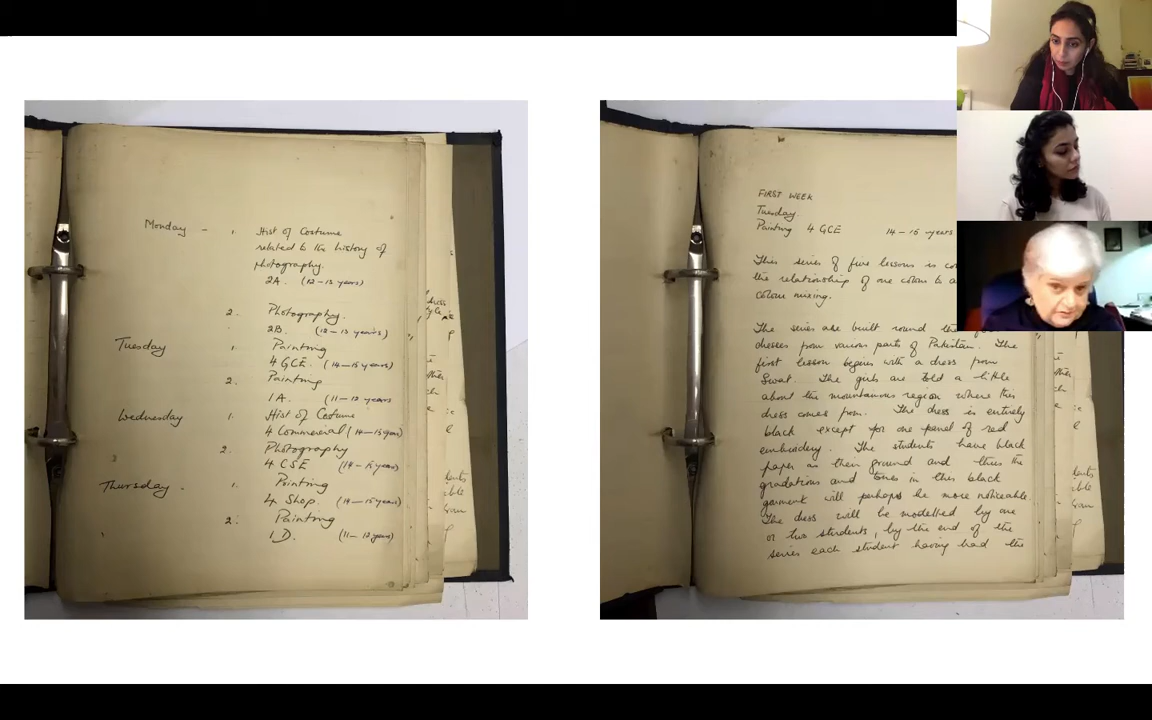 Monday - 1. Hist of Costume
related to the history of
photography.
2A. (12-13 years)
2. Photography.
2B. (12-13 years)
Tuesday 1. Painting
4 GCE. (14-15 years)
2. Painting
1A. (11-12 years
Wednesday 1. Hist of Costume
4 Commercial (14-15 years)
2. Photography
4 CSE (14-15 years)
Thursday. 1. Painting
4 Shop. (14-15 years)
2. Painting
1D. (11-12 years)
FIRST WEEK
Tuesday.
Painting 4 GCE 14-15 years
This series of five lessons is
the relationship of one colour to
colour mixing.
The series are built round the
dresses from various parts of Pakistan. The
first lesson begins with a dress from
Swat. The girls are told a little
about the mountainous region where this
dress comes from. The dress is entirely
black except for one panel of red
embroidery. The students have black
paper as their ground and thus the
gradations and tones in this black
garment will perhaps be more noticeable
The dress will be modelled by one
or two students, by the end of the
series each student having had the